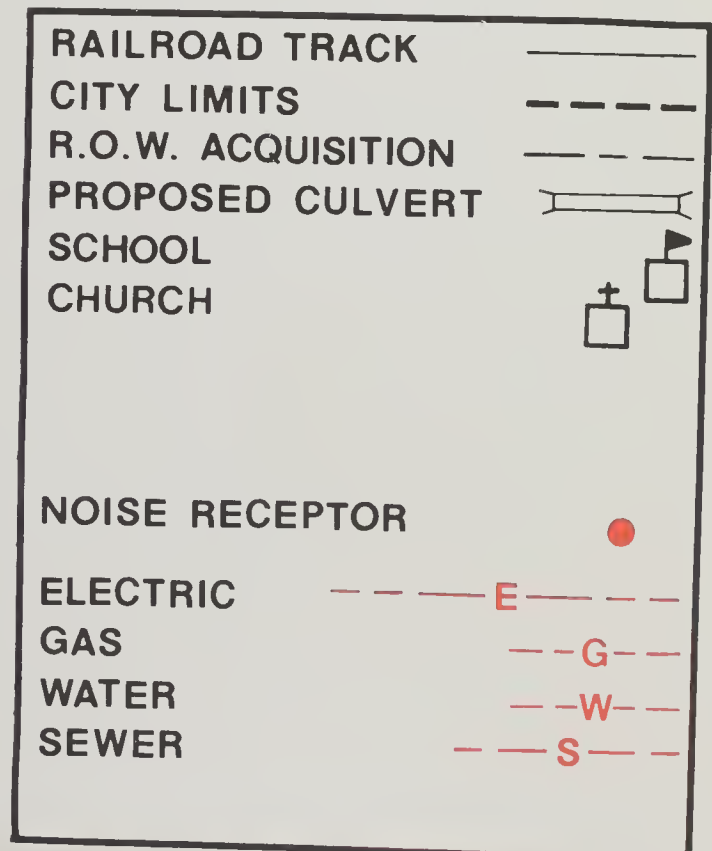 RAILROAD TRACK
CITY LIMITS
R.O.W. ACQUISITION
PROPOSED CULVERT
SCHOOL
CHURCH
NOISE RECEPTOR
ELECTRIC E
GAS G
WATER W
SEWER S